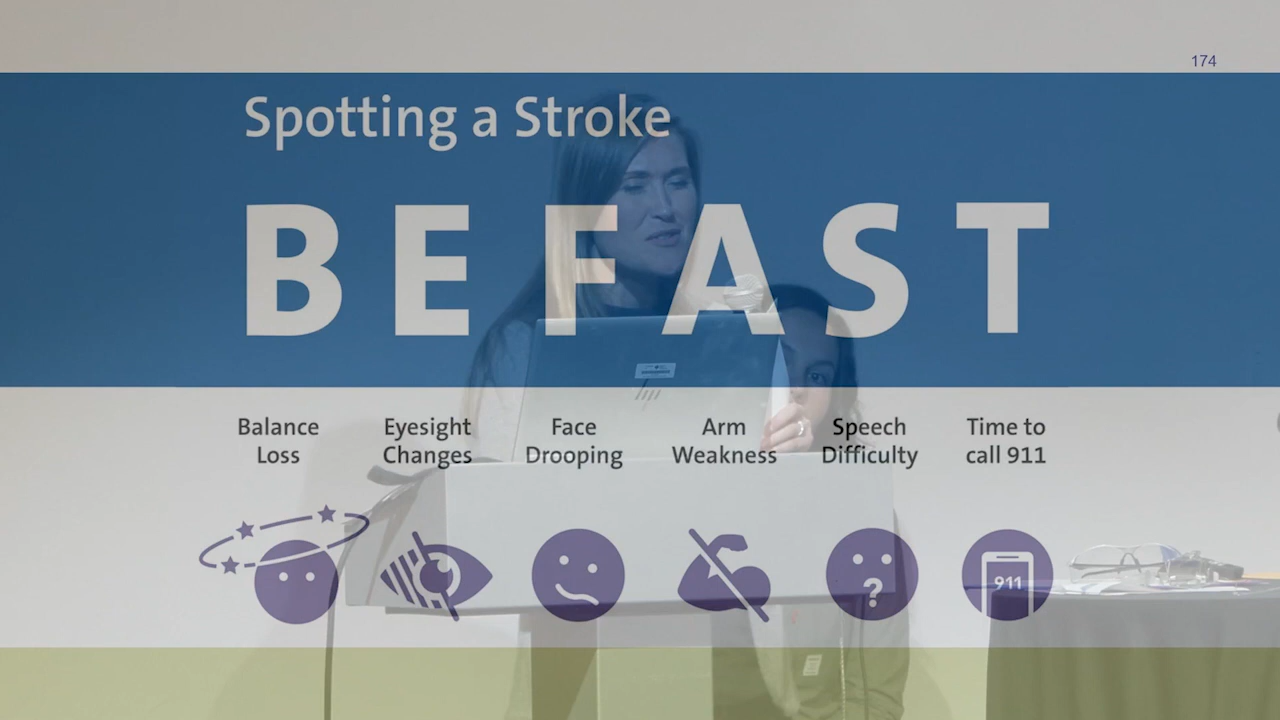 174
Spotting a Stroke
BE FAST
Balance
Loss
Eyesight
Changes
Face
Drooping
Arm
Weakness
Speech
Difficulty
Time to
call 911
911